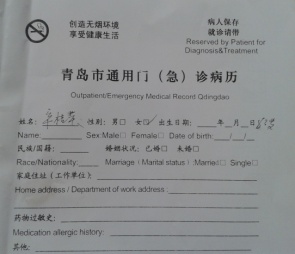 创造无烟环境
享受健康生活
病人保存
就诊请带
Reserved by Patient for
Diagnosis&Treatment
青岛市通用门（急）诊病历
Outpatient/Emergency Medical Record Qdingdao
姓名： 性别：男□ 女□ 出生日期： 年 月 日
Name: Sex Male□ Female□ Date of birth: / /
民族/国籍： 婚姻状况：已婚□ 未婚□
Race/Nationality: Marriage (Marital status) :Married□ Single□
家庭住址（工作单位）：
Home address / Department of work address:
药物过敏史：
Medication allergic history:
其他：